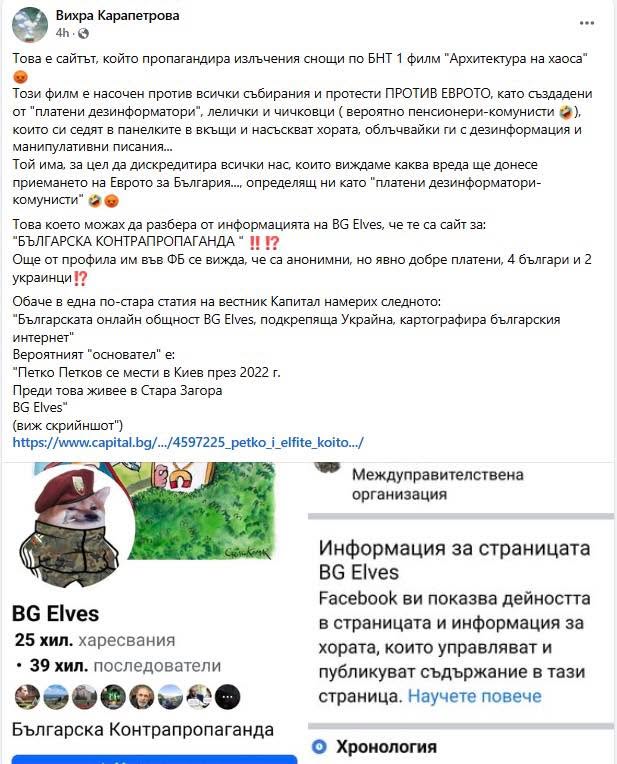 Вихра Карапетрова
4h ·
Това е сайтът, който пропагандира излъчения снощи по БНТ 1 филм "Архитектура на хаоса"
😡
Този филм е насочен против всички събирания и протести ПРОТИВ ЕВРОТО, като създадени
от "платени дезинформатори", лелички и чичковци ( вероятно пенсионери-комунисти 🤣),
които си седят в панелките в вкъщи и насъскват хората, облъчвайки ги с дезинформация и
манипулативни писания...
Той има, за цел да дискредитира всички нас, които виждаме каква вреда ще донесе
приемането на Еврото за България..., определящ ни като "платени дезинформатори-
комунисти" 🤣😡
Това което можах да разбера от информацията на BG Elves, че те са сайт за:
"БЪЛГАРСКА КОНТРАПРОПАГАНДА " ‼️⁉️
Още от профила им във ФБ се вижда, че са анонимни, но явно добре платени, 4 българи и 2
украинци⁉️
Обаче в една по-стара статия на вестник Капитал намерих следното:
"Българската онлайн общност BG Elves, подкрепяща Украйна, картографира българския
интернет"
Вероятният "основател" е:
"Петко Петков се мести в Киев през 2022 г.
Преди това живее в Стара Загора
BG Elves"
(виж скрийншот")
https://www.capital.bg/.../4597225_petko_i_elfite_koito.../
BG Elves
25 хил. харесвания
• 39 хил. последователи
Българска Контрапропаганда
Междуправителствена
организация
Информация за страницата
BG Elves
Facebook ви показва дейността
в страницата и информация за
хората, които управляват и
публикуват съдържание в тази
страница. Научете повече
Хронология